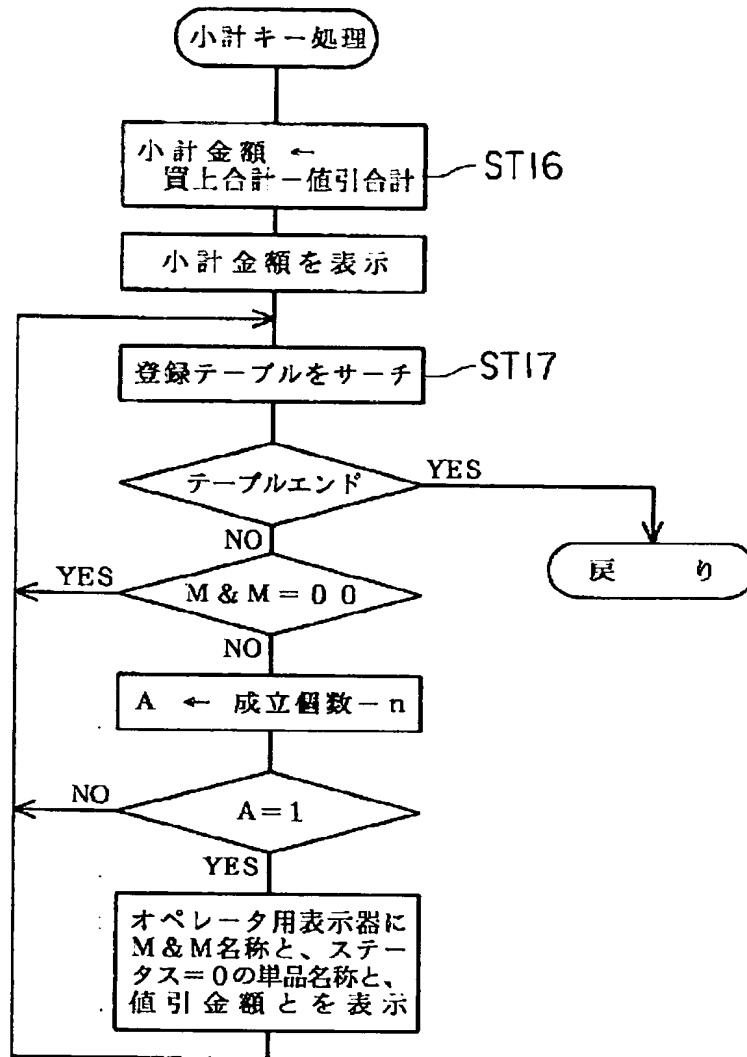 小計キー処理
小計金額 ←
買上合計－値引合計
ST16
小計金額を表示
登録テーブルをサーチ
ST17
テーブルエンド
YES
NO
戻 り
M&M=00
YES
NO
A ← 成立個数－n
A=1
NO
YES
オペレータ用表示器に
M&M名称と、ステー
タス=0の単品名称と、
値引金額とを表示